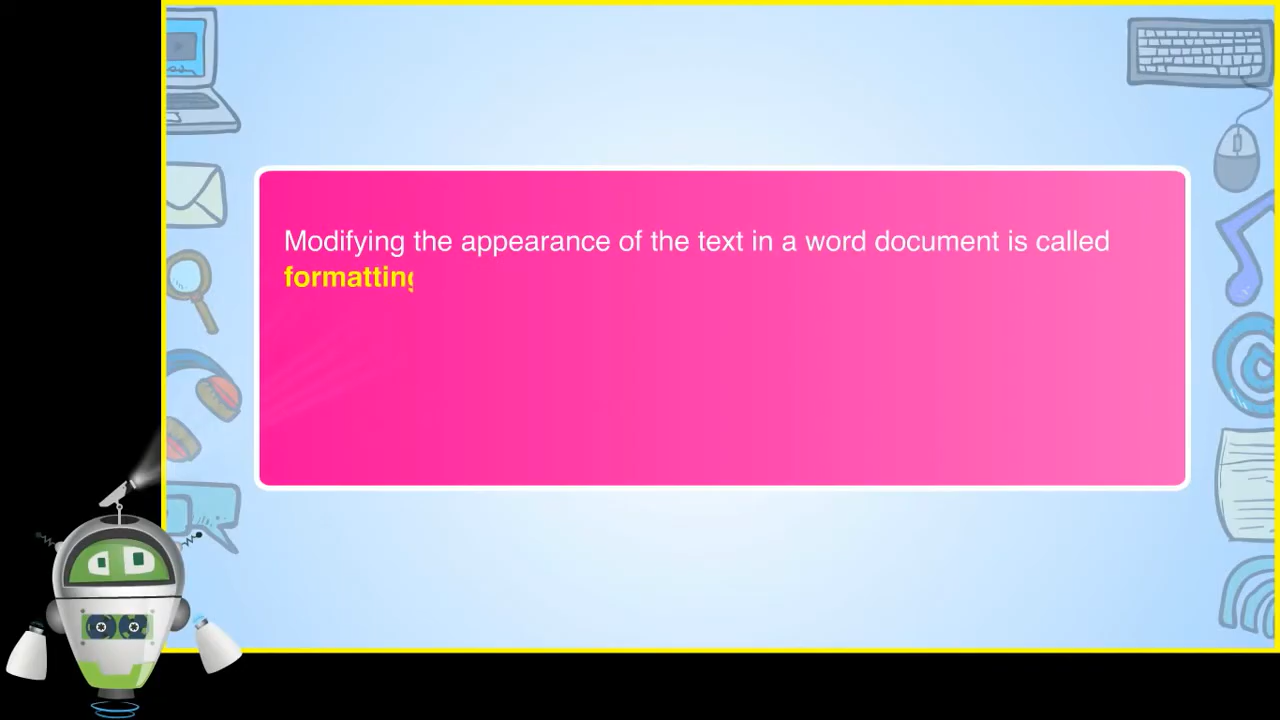 Modifying the appearance of the text in a word document is called
formatting